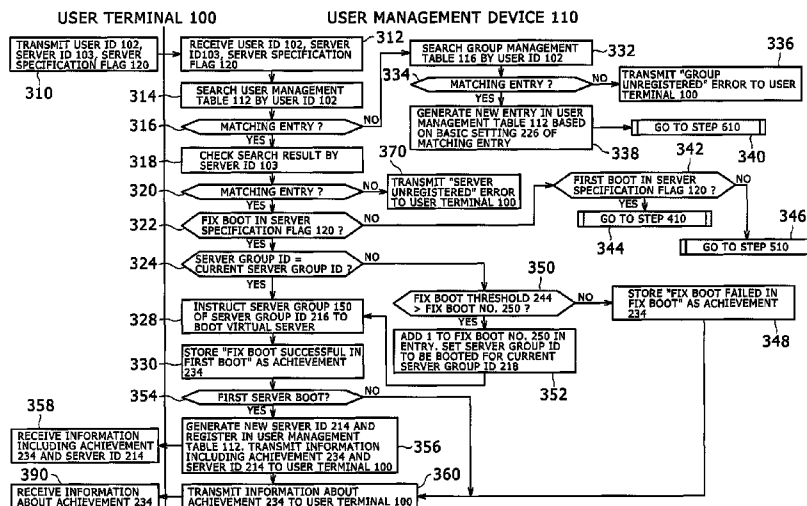 USER TERMINAL 100
USER MANAGEMENT DEVICE 110
TRANSMIT USER ID 102,
SERVER ID103, SERVER
SPECIFICATION FLAG 120
310
RECEIVE USER ID 102, SERVER
ID103, SERVER SPECIFICATION
FLAG 120
312
314
SEARCH USER MANAGEMENT
TABLE 112 BY USER ID 102
316
MATCHING ENTRY ?
NO
YES
318
CHECK SEARCH RESULT BY
SERVER ID 103
320
MATCHING ENTRY ?
NO
YES
370
TRANSMIT "SERVER
UNREGISTERED" ERROR
TO USER TERMINAL 100
322
FIX BOOT IN SERVER
SPECIFICATION FLAG 120 ?
NO
YES
324
SERVER GROUP ID =
CURRENT SERVER GROUP ID ?
NO
YES
328
INSTRUCT SERVER GROUP 150
OF SERVER GROUP ID 216 TO
BOOT VIRTUAL SERVER
330
STORE "FIX BOOT SUCCESSFUL IN
FIRST BOOT" AS ACHIEVEMENT
234
354
FIRST SERVER BOOT?
NO
YES
GENERATE NEW SERVER ID 214 AND
REGISTER IN USER MANAGEMENT
TABLE 112. TRANSMIT INFORMATION
INCLUDING ACHIEVEMENT 234 AND
SERVER ID 214 TO USER TERMINAL 100
356
358
RECEIVE INFORMATION
INCLUDING ACHIEVEMENT
234 AND SERVER ID 214
360
TRANSMIT INFORMATION ABOUT
ACHIEVEMENT 234 TO USER TERMINAL 100
390
RECEIVE INFORMATION
ABOUT ACHIEVEMENT 234
SEARCH GROUP MANAGEMENT
TABLE 116 BY USER ID 102
332
334
MATCHING ENTRY ?
NO
YES
336
TRANSMIT "GROUP
UNREGISTERED" ERROR TO USER
TERMINAL 100
GENERATE NEW ENTRY IN USER
MANAGEMENT TABLE 112 BASED
ON BASIC SETTING 226 OF
MATCHING ENTRY
338
GO TO STEP 610
340
342
FIRST BOOT IN SERVER
SPECIFICATION FLAG 120 ?
NO
YES
GO TO STEP 410
344
346
GO TO STEP 510
350
FIX BOOT THRESHOLD 244
> FIX BOOT NO. 250 ?
NO
YES
STORE "FIX BOOT FAILED IN
FIX BOOT" AS ACHIEVEMENT
234
348
ADD 1 TO FIX BOOT NO. 250 IN
ENTRY. SET SERVER GROUP ID
TO BE BOOTED FOR CURRENT
SERVER GROUP ID 218
352